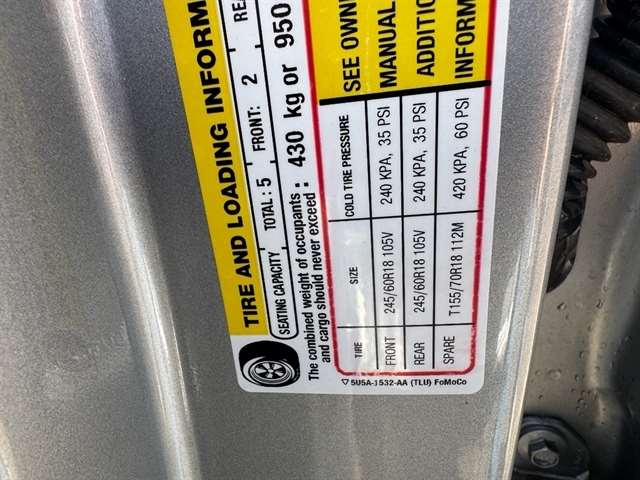 TIRE AND LOADING INFORM
SEATING CAPACITY TOTAL: 5 FRONT: 2 RE
The combined weight of occupants
and cargo should never exceed : 430 kg or 950
TIRE SIZE COLD TIRE PRESSURE SEE OWNE
FRONT 245/60R18 105V 240 KPA, 35 PSI MANUAL
REAR 245/60R18 105V 240 KPA, 35 PSI ADDITIO
SPARE T155/70R18 112M 420 KPA, 60 PSI INFORM
5U5A-1532-AA (TLU) FoMoCo